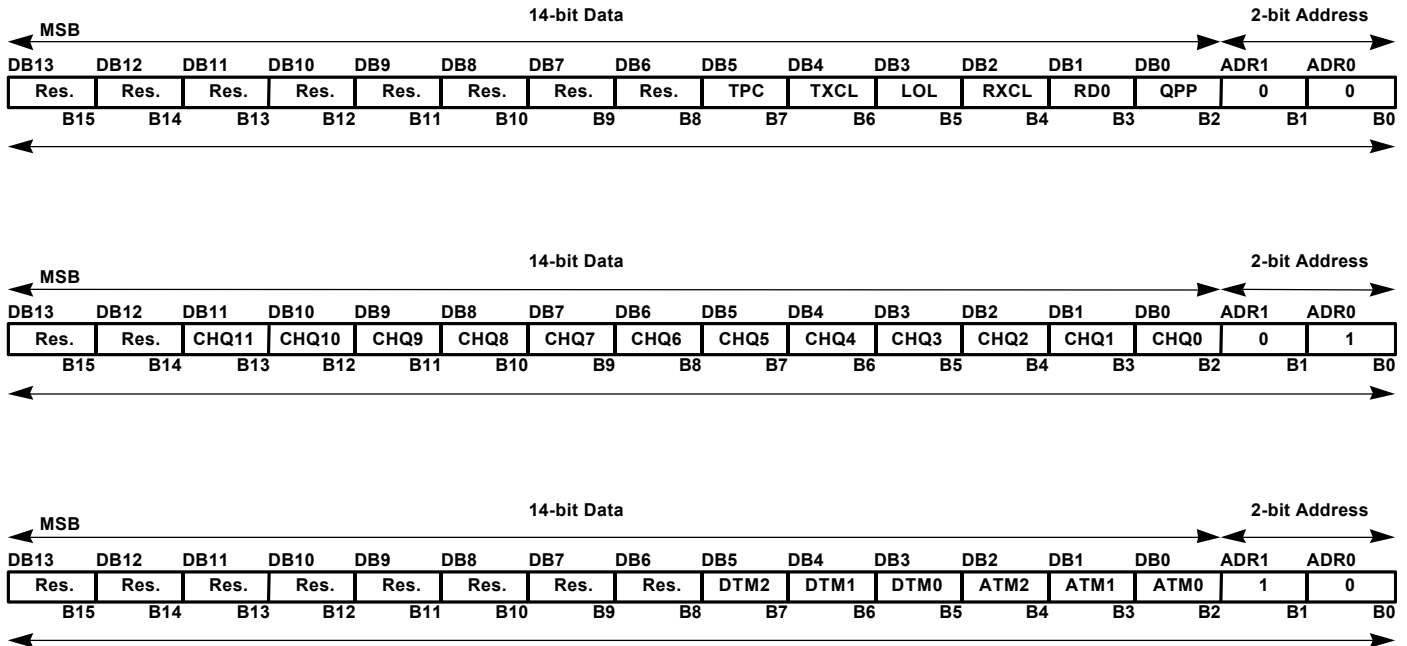 14-bit Data 2-bit Address
MSB
DB13 DB12 DB11 DB10 DB9 DB8 DB7 DB6 DB5 DB4 DB3 DB2 DB1 DB0 ADR1 ADR0
Res. Res. Res. Res. Res. Res. Res. Res. TPC TXCL LOL RXCL RD0 QPP 0 0
B15 B14 B13 B12 B11 B10 B9 B8 B7 B6 B5 B4 B3 B2 B1 B0
14-bit Data 2-bit Address
MSB
DB13 DB12 DB11 DB10 DB9 DB8 DB7 DB6 DB5 DB4 DB3 DB2 DB1 DB0 ADR1 ADR0
Res. Res. CHQ11 CHQ10 CHQ9 CHQ8 CHQ7 CHQ6 CHQ5 CHQ4 CHQ3 CHQ2 CHQ1 CHQ0 0 1
B15 B14 B13 B12 B11 B10 B9 B8 B7 B6 B5 B4 B3 B2 B1 B0
14-bit Data 2-bit Address
MSB
DB13 DB12 DB11 DB10 DB9 DB8 DB7 DB6 DB5 DB4 DB3 DB2 DB1 DB0 ADR1 ADR0
Res. Res. Res. Res. Res. Res. Res. Res. DTM2 DTM1 DTM0 ATM2 ATM1 ATM0 1 0
B15 B14 B13 B12 B11 B10 B9 B8 B7 B6 B5 B4 B3 B2 B1 B0